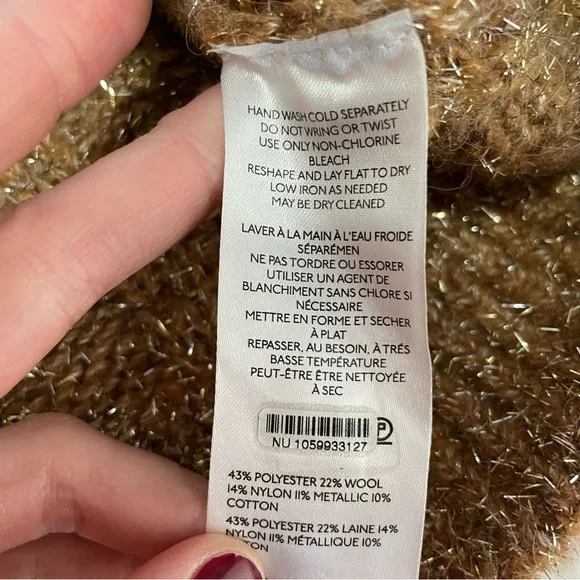 HAND WASH COLD SEPARATELY
DO NOT WRING OR TWIST
USE ONLY NON-CHLORINE
BLEACH
RESHAPE AND LAY FLAT TO DRY
LOW IRON AS NEEDED
MAY BE DRY CLEANED
LAVER À LA MAIN À L'EAU FROIDE
SÉPARÉMEN
NE PAS TORDRE OU ESSORER
UTILISER UN AGENT DE
BLANCHIMENT SANS CHLORE SI
NÉCESSAIRE
METTRE EN FORME ET SECHER
À PLAT
REPASSER, AU BESOIN, À TRÉS
BASSE TEMPÉRATURE
PEUT-ÊTRE ÊTRE NETTOYÉE
À SEC
P
NU 1059933127
43% POLYESTER 22% WOOL
14% NYLON 11% METALLIC 10%
COTTON
43% POLYESTER 22% LAINE 14%
NYLON 11% MÉTALLIQUE 10%